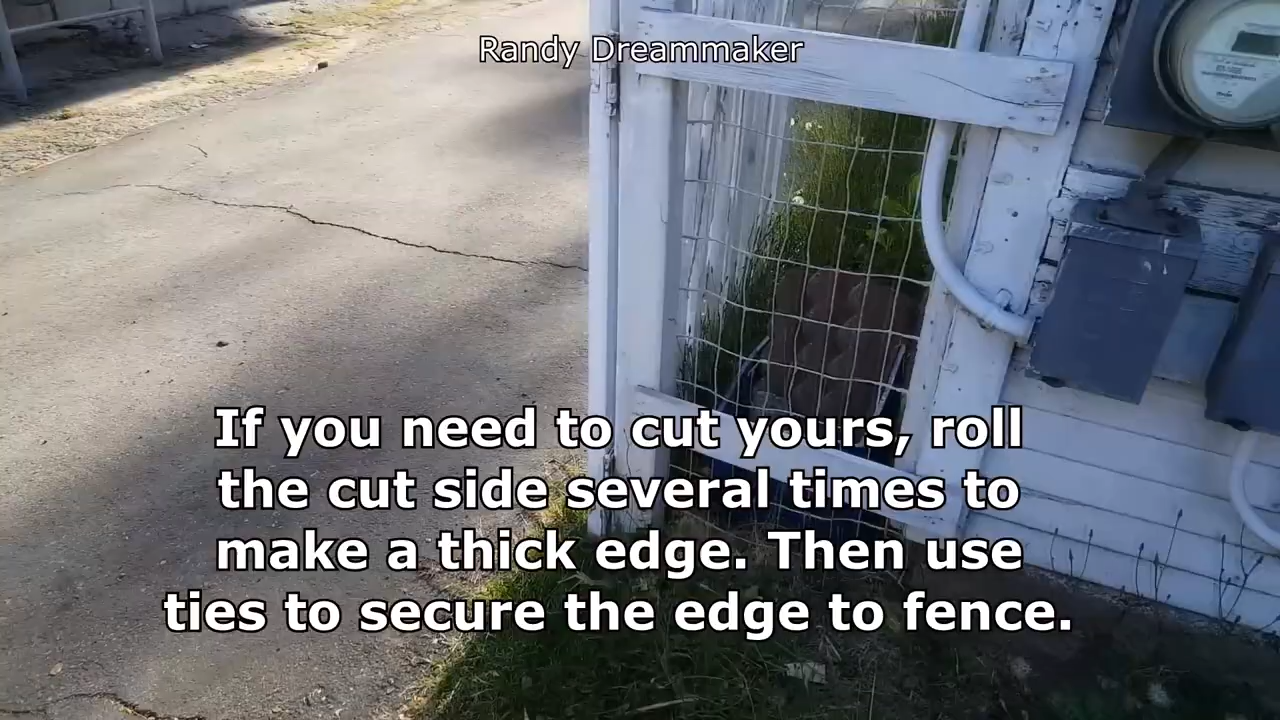 Randy Dreammaker
If you need to cut yours, roll
the cut side several times to
make a thick edge. Then use
ties to secure the edge to fence.